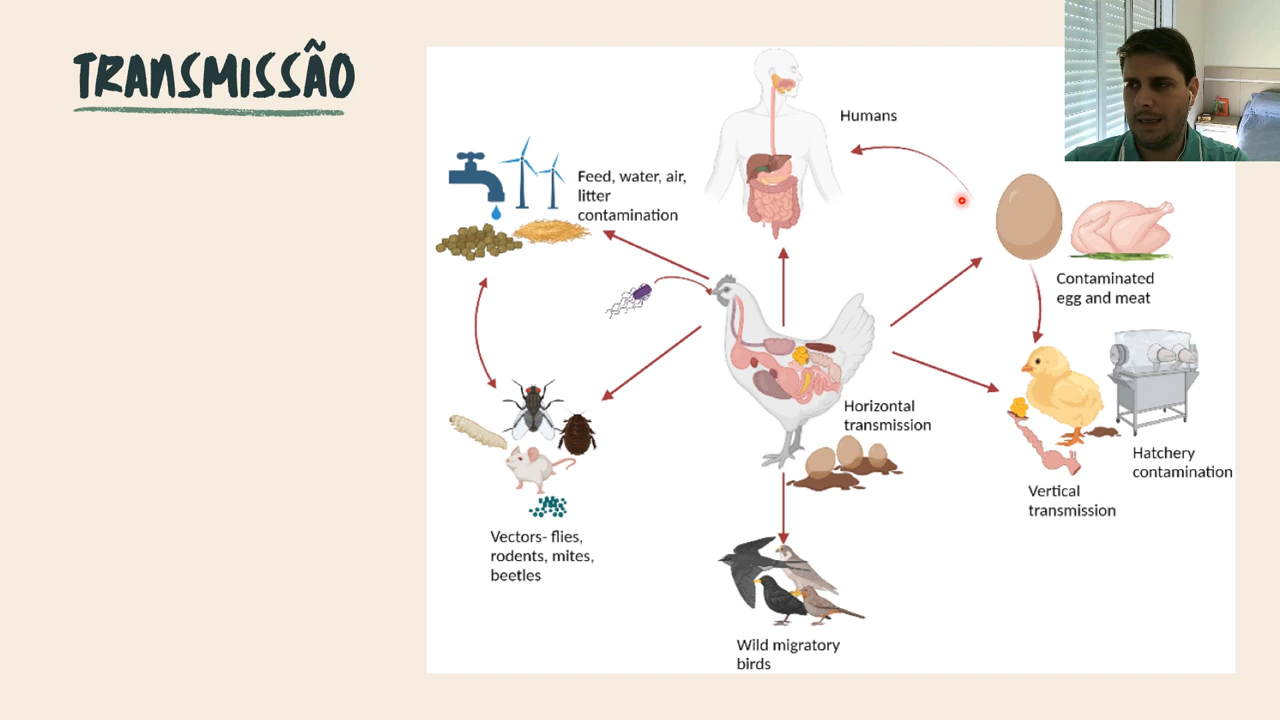 TRANSMISSÃO
Humans
Feed, water, air,
litter
contamination
Contaminated
egg and meat
Horizontal
transmission
Hatchery
contamination
Vertical
transmission
Vectors- flies,
rodents, mites,
beetles
Wild migratory
birds